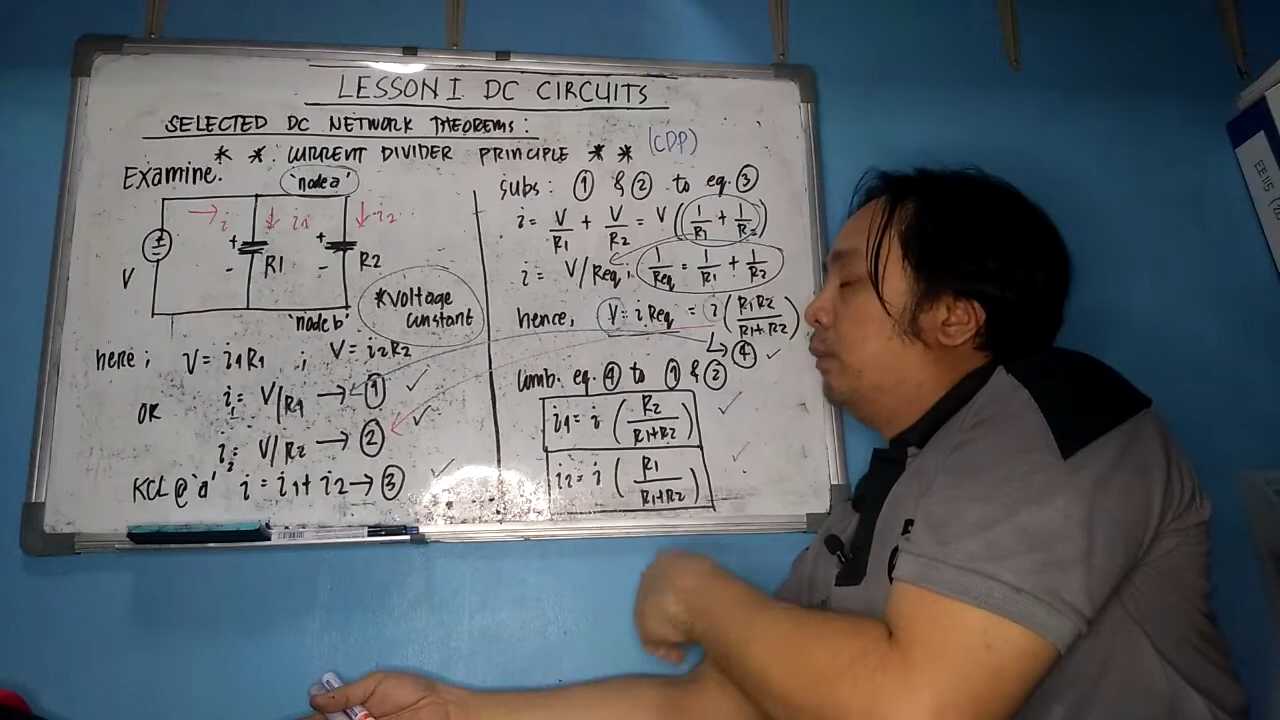 LESSON I. DC CIRCUITS
SELECTED DC NETWORK THEOREMS:
* *. CURRENT DIVIDER PRINCIPLE * * (CDP)
Examine.
'node a'
i i1 i2
+ - V
+ - R1
+ - R2
'node b'
*Voltage
constant
here; V = i1R1 ; V = i2R2
OR i1 = V/R1 → ① ✓
i2 = V/R2 → ② ✓
KCL@'a' i = i1 + i2 → ③ ✓
subs: ① & ② to eq. ③
i = V/R1 + V/R2 = V(1/R1 + 1/R2)
i = V/Req; 1/Req = 1/R1 + 1/R2
hence, V = i Req = i (R1R2/R1+R2)
↳ ④ ✓
Comb. eq. ④ to ① & ②
i1 = i (R2/R1+R2) ✓
i2 = i (R1/R1+R2) ✓
EE 115